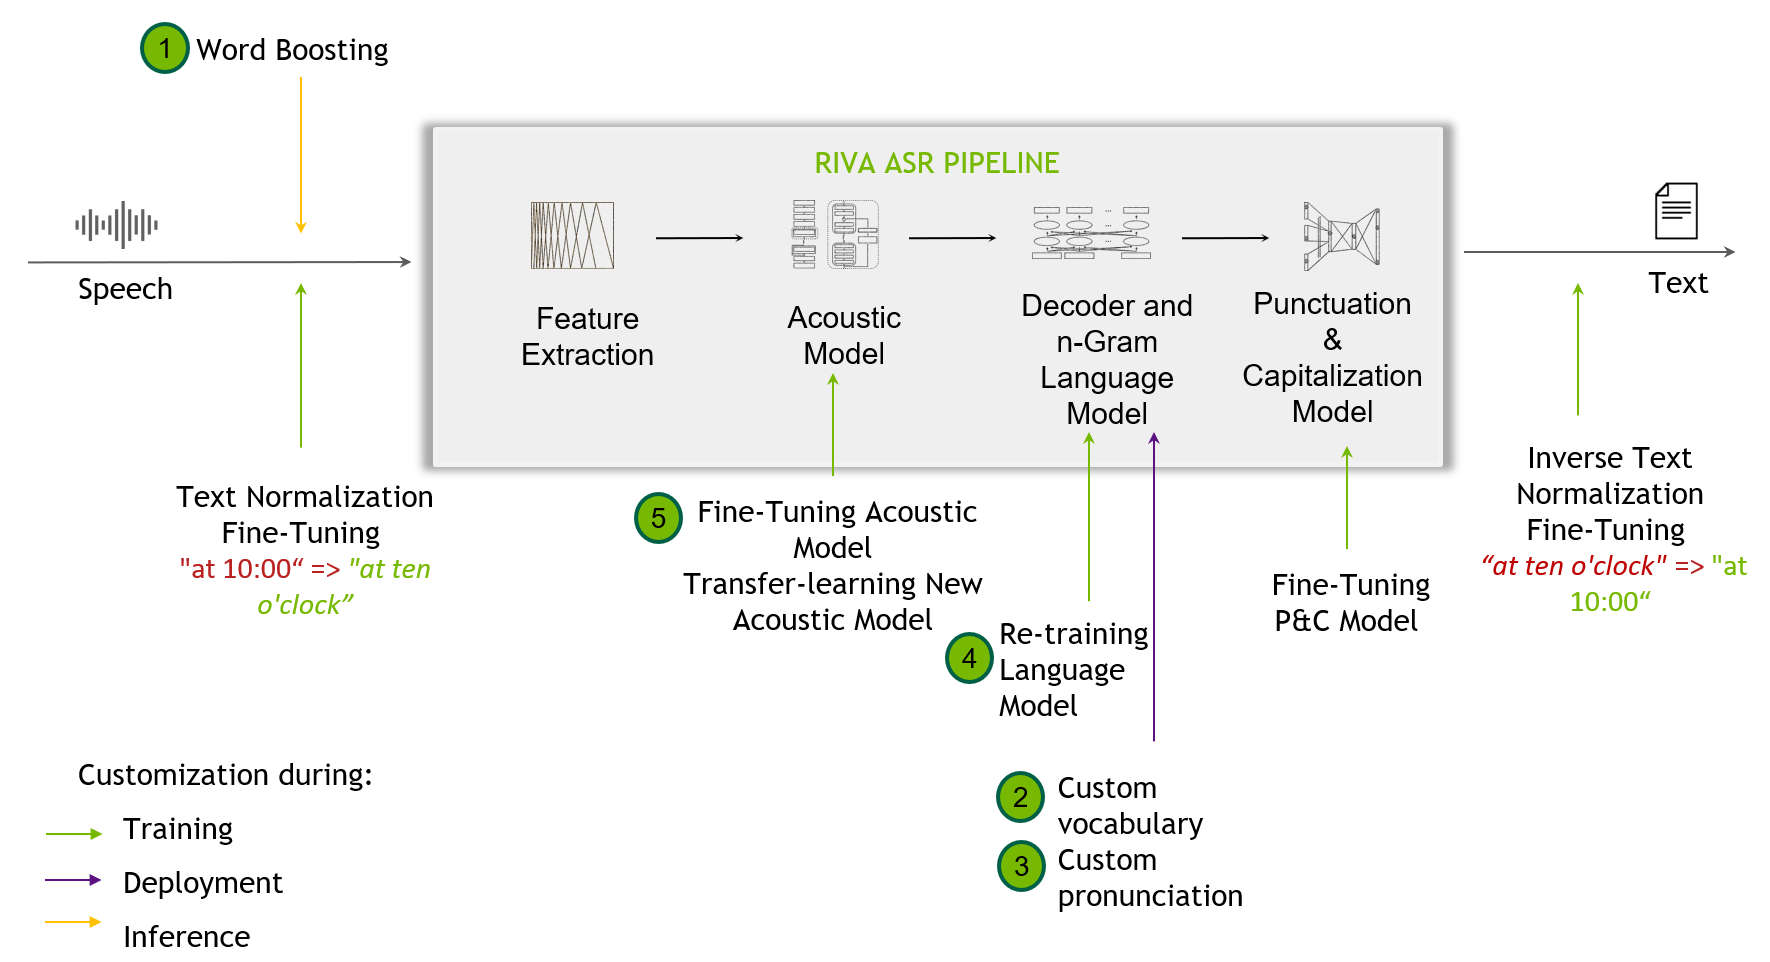 1 Word Boosting
RIVA ASR PIPELINE
Speech
Feature
Extraction
Acoustic
Model
Decoder and
n-Gram
Language
Model
Punctuation
&
Capitalization
Model
Text
Text Normalization
Fine-Tuning
"at 10:00“ => "at ten
o'clock”
5 Fine-Tuning Acoustic
Model
Transfer-learning New
Acoustic Model
4 Re-training
Language
Model
2 Custom
vocabulary
3 Custom
pronunciation
Fine-Tuning
P&C Model
Inverse Text
Normalization
Fine-Tuning
“at ten o'clock" => "at
10:00“
Customization during:
Training
Deployment
Inference